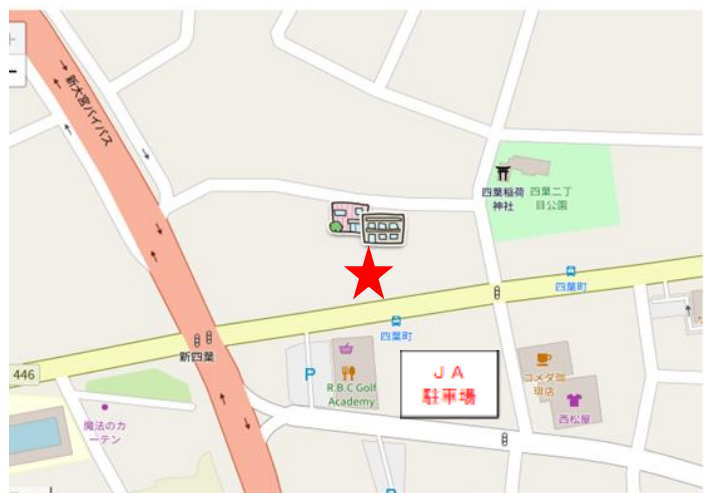 新大宮バイパス
四葉稲荷
神社
四葉二丁
目公園
四葉町
四葉町
新四葉
446
P
R.B.C Golf
Academy
JA
駐車場
コメダ珈
琲店
西松屋
魔法のカ
ーテン
P